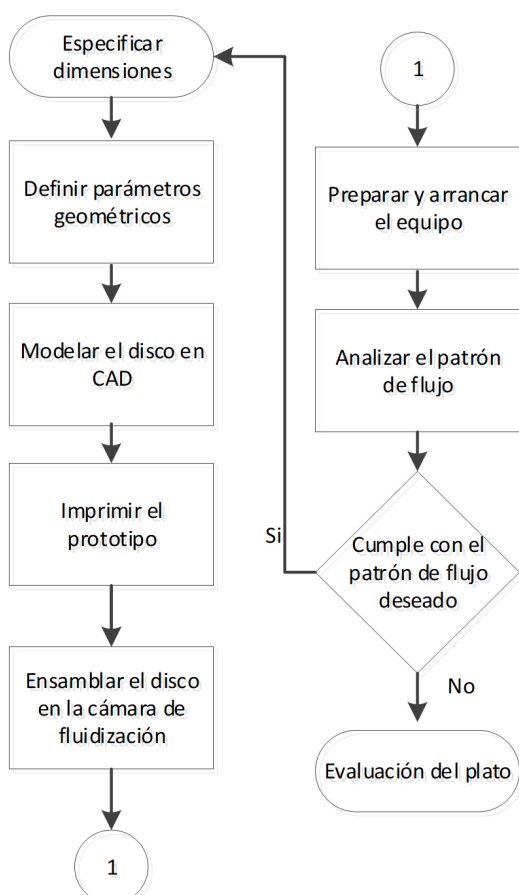 Especificar
dimensiones
Definir parámetros
geométricos
Modelar el disco en
CAD
Imprimir el
prototipo
Ensamblar el disco
en la cámara de
fluidización
1
1
Preparar y arrancar
el equipo
Analizar el patrón
de flujo
Cumple con el
patrón de flujo
deseado
Si
No
Evaluación del plato